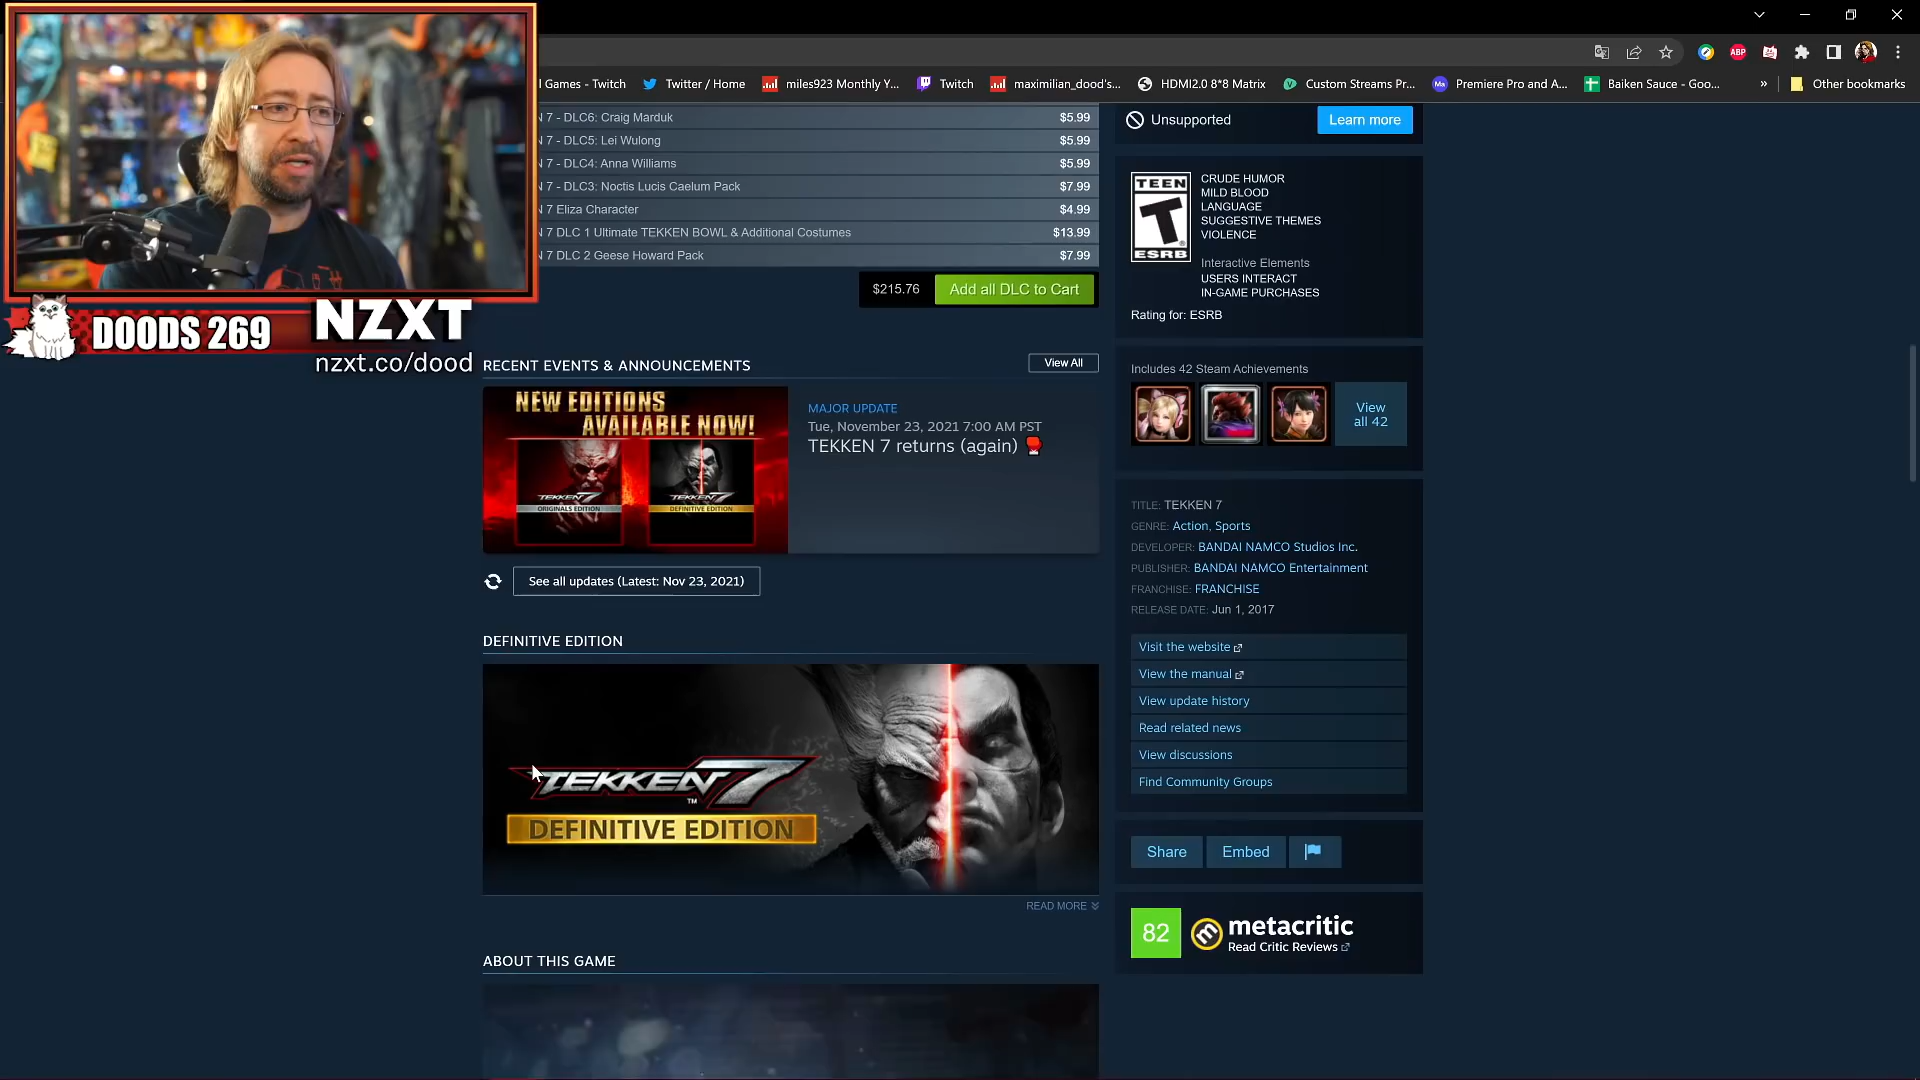 l Games - Twitch
Twitter / Home
miles923 Monthly Y...
Twitch
maximilian_dood's...
HDMI2.0 8*8 Matrix
Custom Streams Pr...
Premiere Pro and A...
Baiken Sauce - Goo...
»
Other bookmarks
ABP
N 7 - DLC6: Craig Marduk $5.99
N 7 - DLC5: Lei Wulong $5.99
N 7 - DLC4: Anna Williams $5.99
N 7 - DLC3: Noctis Lucis Caelum Pack $7.99
N 7 Eliza Character $4.99
N 7 DLC 1 Ultimate TEKKEN BOWL & Additional Costumes $13.99
N 7 DLC 2 Geese Howard Pack $7.99
$215.76 Add all DLC to Cart
DOODS 269
NZXT
nzxt.co/dood
RECENT EVENTS & ANNOUNCEMENTS
View All
NEW EDITIONS
AVAILABLE NOW!
TEKKEN 7
ORIGINALS EDITION
TEKKEN 7
DEFINITIVE EDITION
MAJOR UPDATE
Tue, November 23, 2021 7:00 AM PST
TEKKEN 7 returns (again) 🥊
See all updates (Latest: Nov 23, 2021)
DEFINITIVE EDITION
TEKKEN 7
TM
DEFINITIVE EDITION
READ MORE
ABOUT THIS GAME
Unsupported
Learn more
TEEN
T
ESRB
CRUDE HUMOR
MILD BLOOD
LANGUAGE
SUGGESTIVE THEMES
VIOLENCE
Interactive Elements
USERS INTERACT
IN-GAME PURCHASES
Rating for: ESRB
Includes 42 Steam Achievements
View
all 42
TITLE: TEKKEN 7
GENRE: Action, Sports
DEVELOPER: BANDAI NAMCO Studios Inc.
PUBLISHER: BANDAI NAMCO Entertainment
FRANCHISE: FRANCHISE
RELEASE DATE: Jun 1, 2017
Visit the website
View the manual
View update history
Read related news
View discussions
Find Community Groups
Share
Embed
82
metacritic
Read Critic Reviews